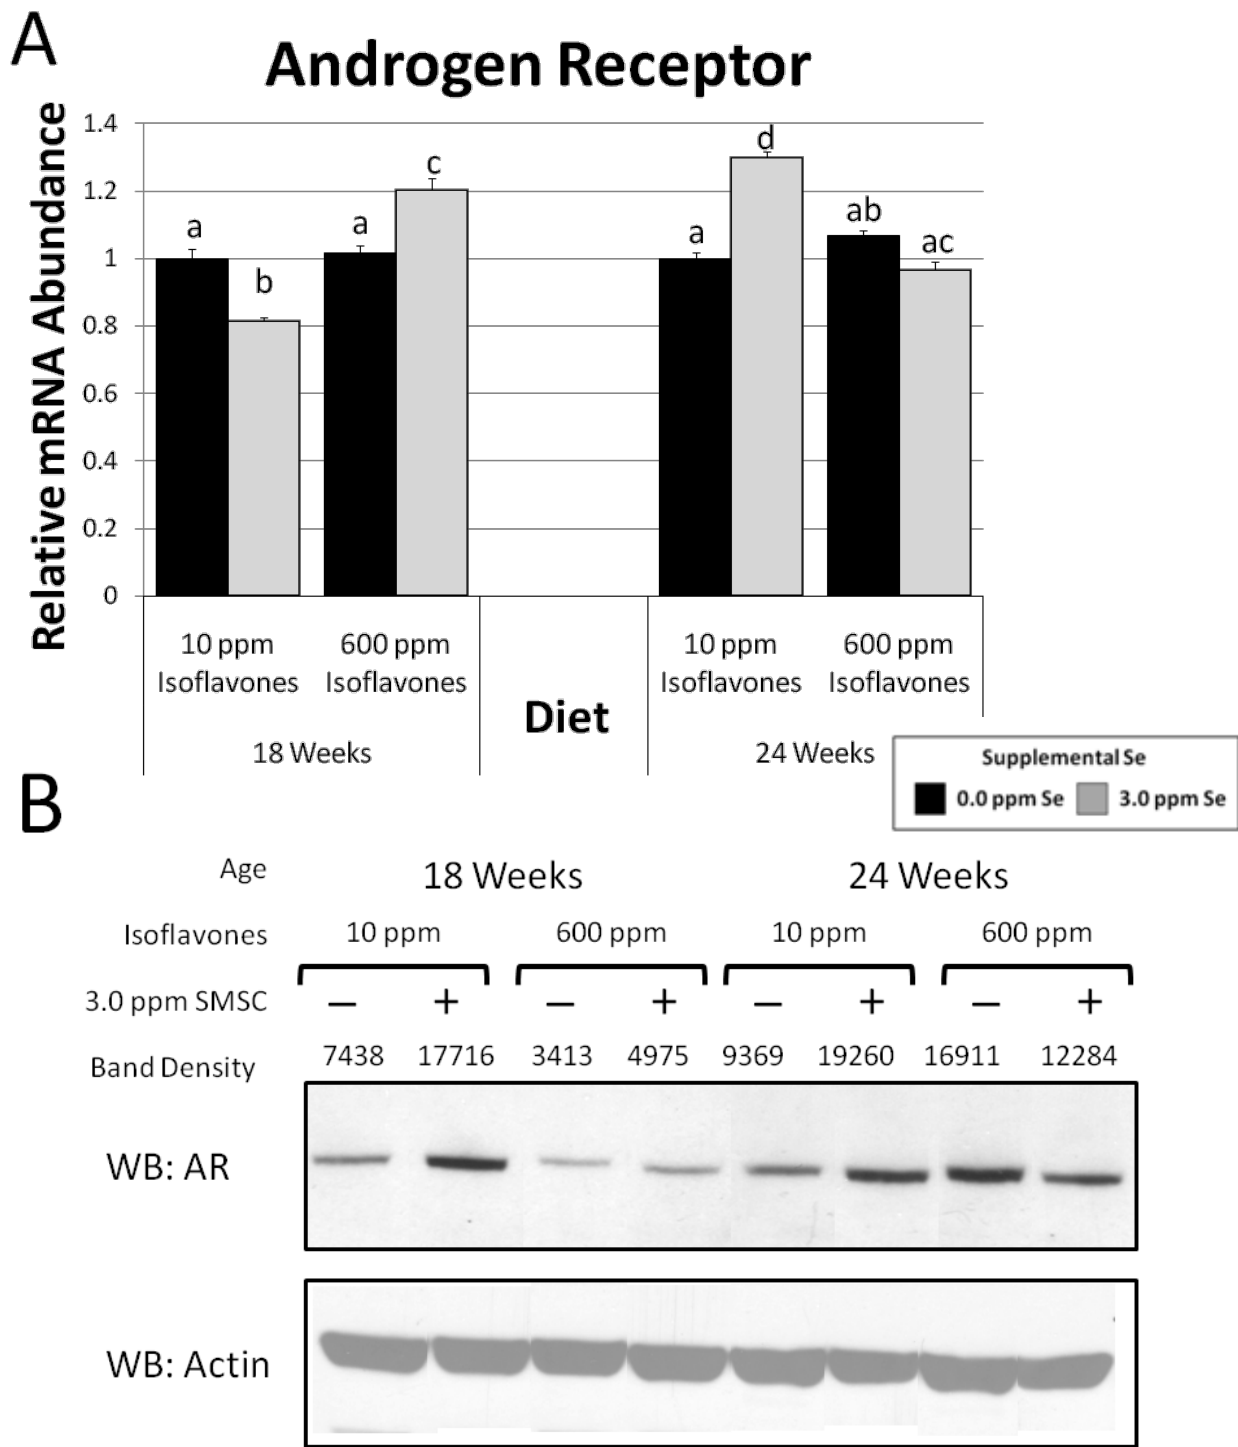 A
Androgen Receptor
Relative mRNA Abundance
1.4
1.2
1
0.8
0.6
0.4
0.2
0
a
b
a
c
a
d
ab
ac
10 ppm Isoflavones
600 ppm Isoflavones
10 ppm Isoflavones
600 ppm Isoflavones
Diet
18 Weeks
24 Weeks
Supplemental Se
0.0 ppm Se 3.0 ppm Se
B
Age 18 Weeks 24 Weeks
Isoflavones 10 ppm 600 ppm 10 ppm 600 ppm
3.0 ppm SMSC – + – + – + – +
Band Density 7438 17716 3413 4975 9369 19260 16911 12284
WB: AR
WB: Actin